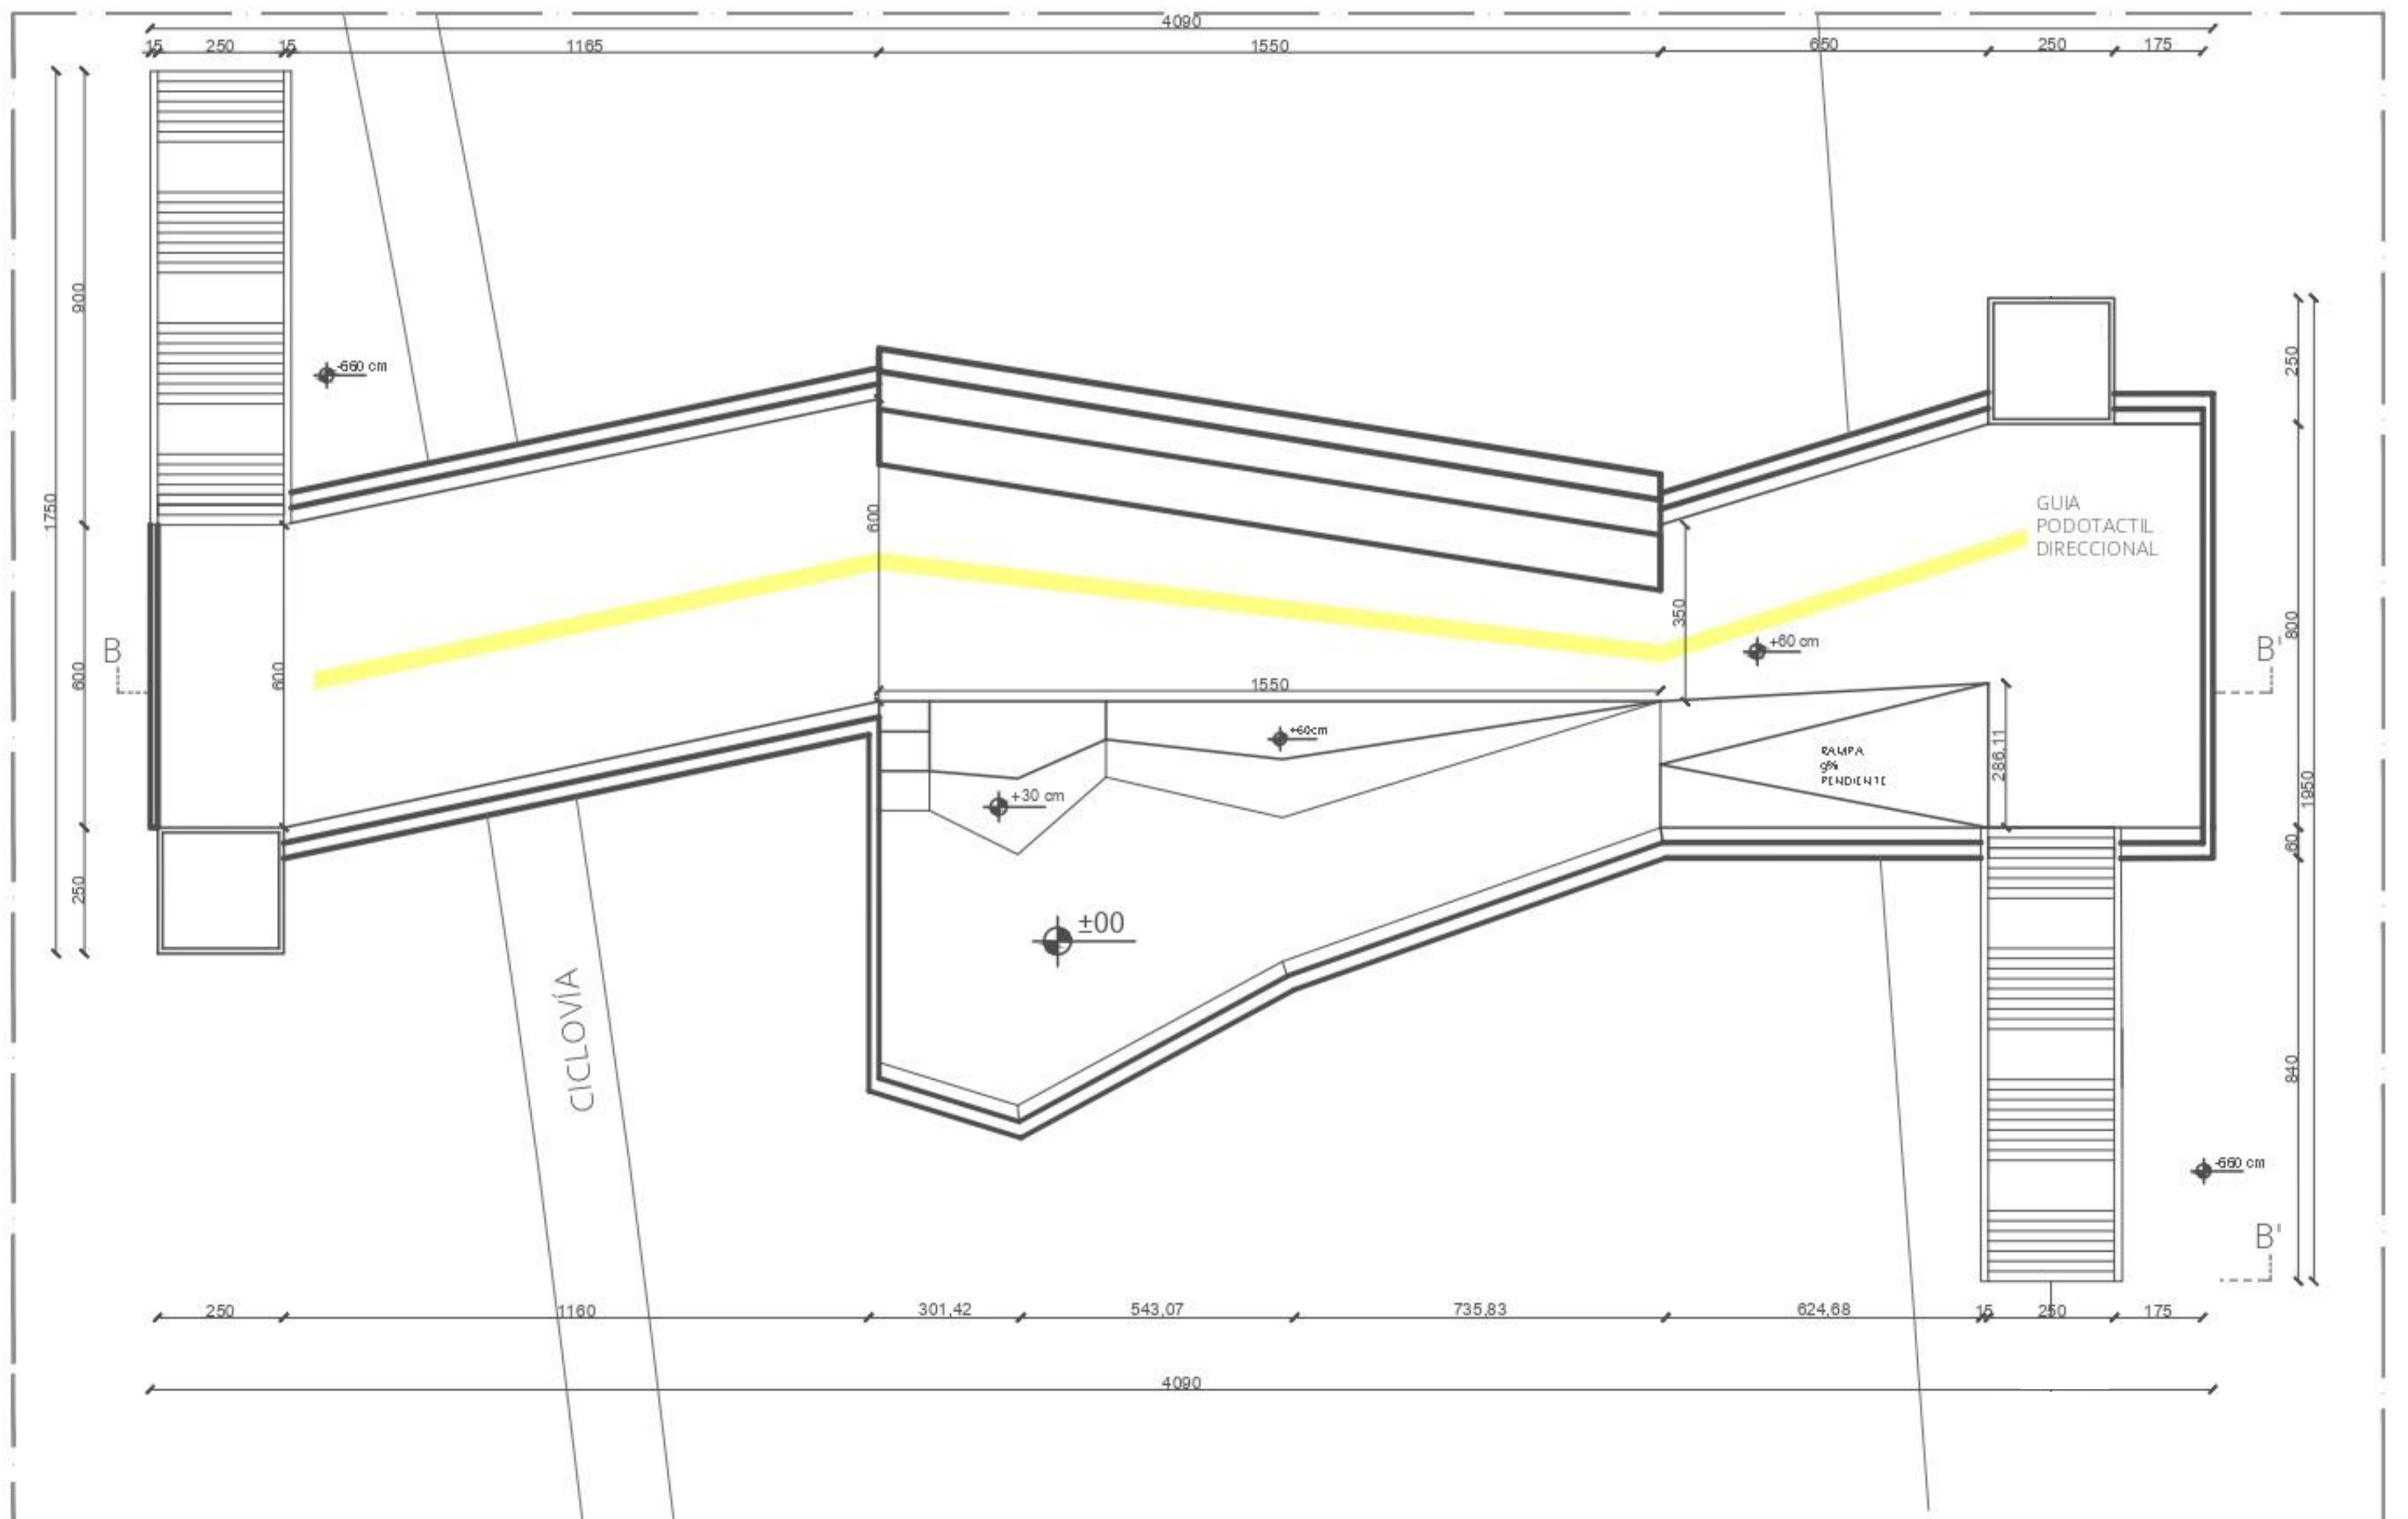 4090
15
250
15
1165
1550
650
250
175
900
1750
-660 cm
250
GUIA
PODOTACTIL
DIRECCIONAL
600
350
800
B
B'
600
600
+60 cm
1550
+60cm
RAMPA
9%
PENDIENTE
286,11
1950
+30 cm
60
250
±00
CICLOVÍA
840
-660 cm
B'
250
1160
301,42
543,07
735,83
624,68
15
250
175
4090